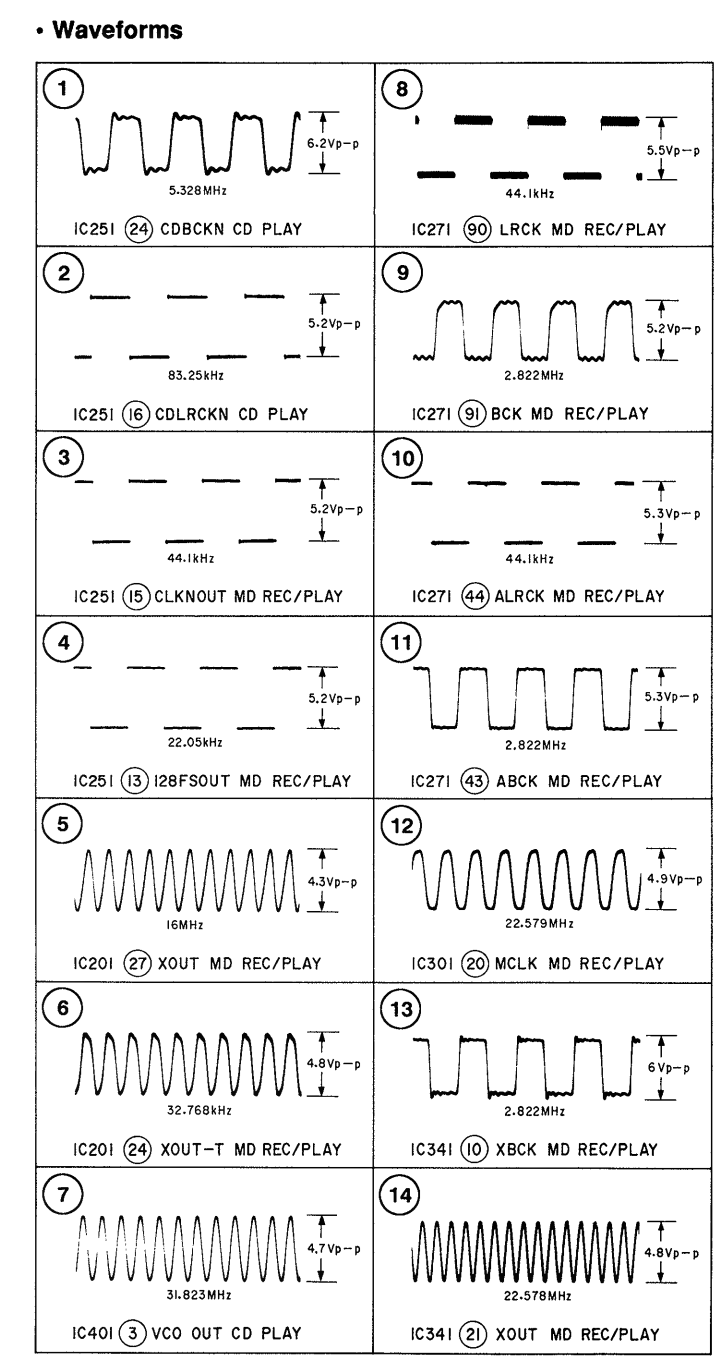 • Waveforms
1
6.2Vp-p
5.328MHz
IC251 (24) CDBCKN CD PLAY
2
5.2Vp-p
83.25kHz
IC251 (16) CDLRCKN CD PLAY
3
5.2Vp-p
44.1kHz
IC251 (15) CLKNOUT MD REC/PLAY
4
5.2Vp-p
22.05kHz
IC251 (13) 128FSOUT MD REC/PLAY
5
4.3Vp-p
16MHz
IC201 (27) XOUT MD REC/PLAY
6
4.8Vp-p
32.768kHz
IC201 (24) XOUT-T MD REC/PLAY
7
4.7Vp-p
31.823MHz
IC401 (3) VCO OUT CD PLAY
8
5.5Vp-p
44.1kHz
IC271 (90) LRCK MD REC/PLAY
9
5.2Vp-p
2.822MHz
IC271 (91) BCK MD REC/PLAY
10
5.3Vp-p
44.1kHz
IC271 (44) ALRCK MD REC/PLAY
11
5.3Vp-p
2.822MHz
IC271 (43) ABCK MD REC/PLAY
12
4.9Vp-p
22.579MHz
IC301 (20) MCLK MD REC/PLAY
13
6Vp-p
2.822MHz
IC341 (10) XBCK MD REC/PLAY
14
4.8Vp-p
22.578MHz
IC341 (21) XOUT MD REC/PLAY